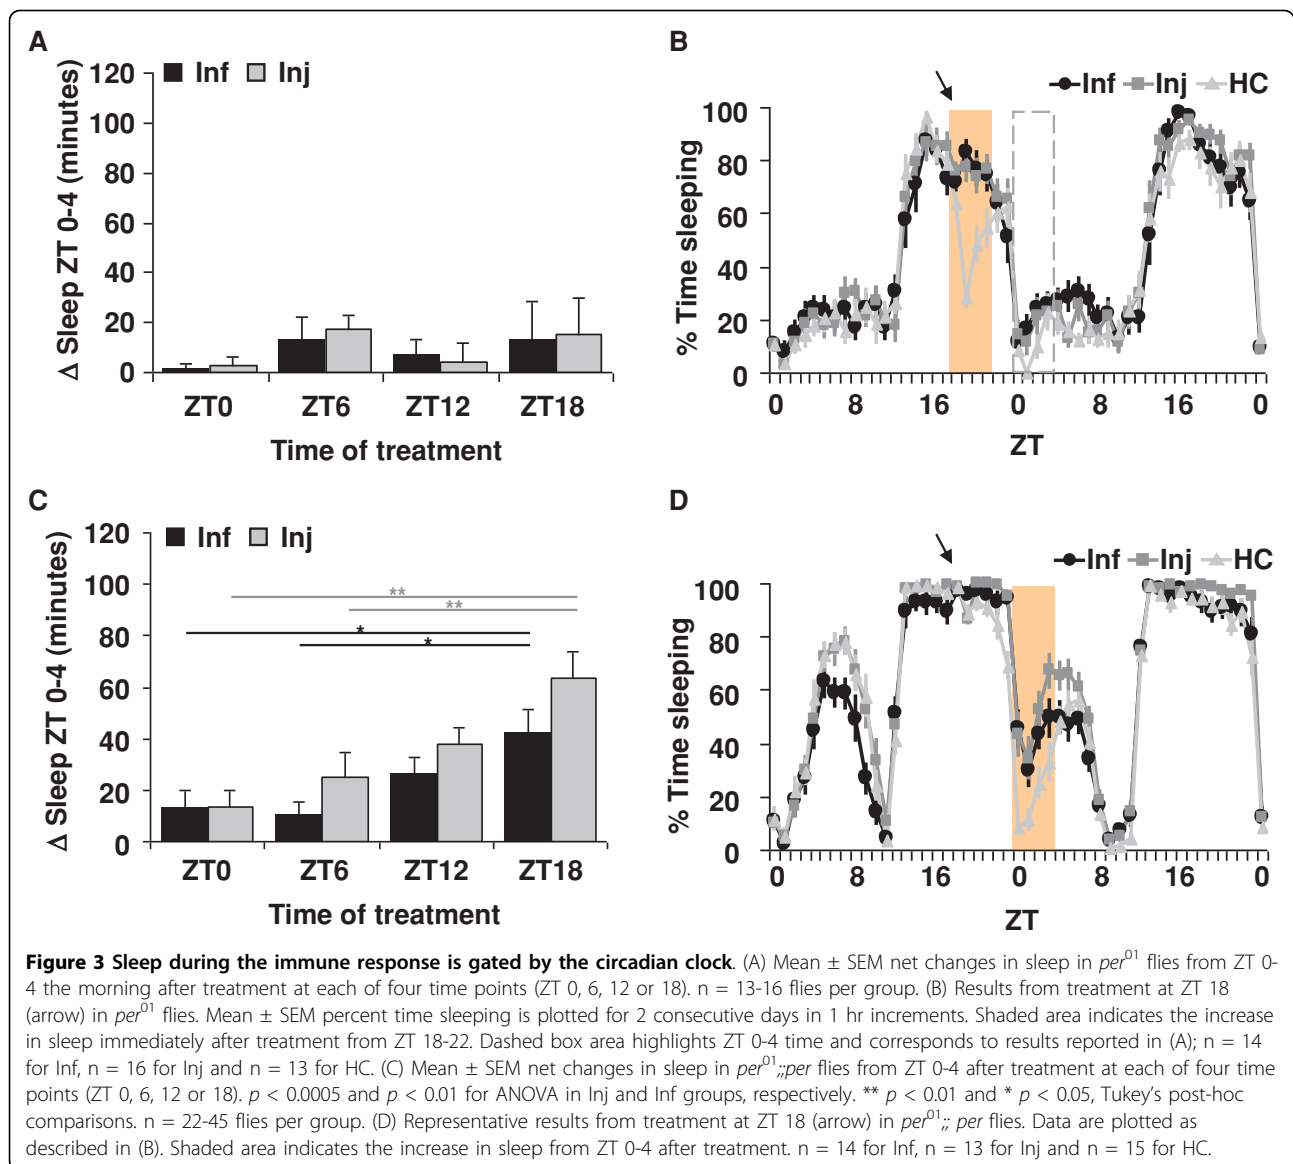 A
Inf Inj
120
100
80
60
40
20
0
Δ Sleep ZT 0-4 (minutes)
ZT0 ZT6 ZT12 ZT18
Time of treatment
B
Inf Inj HC
100
80
60
40
20
0
% Time sleeping
0 8 16 0 8 16 0
ZT
C
Inf Inj
120
100
80
60
40
20
0
Δ Sleep ZT 0-4 (minutes)
**
**
*
*
ZT0 ZT6 ZT12 ZT18
Time of treatment
D
Inf Inj HC
100
80
60
40
20
0
% Time sleeping
0 8 16 0 8 16 0
ZT
Figure 3 Sleep during the immune response is gated by the circadian clock. (A) Mean ± SEM net changes in sleep in per01 flies from ZT 0-
4 the morning after treatment at each of four time points (ZT 0, 6, 12 or 18). n = 13-16 flies per group. (B) Results from treatment at ZT 18
(arrow) in per01 flies. Mean ± SEM percent time sleeping is plotted for 2 consecutive days in 1 hr increments. Shaded area indicates the increase
in sleep immediately after treatment from ZT 18-22. Dashed box area highlights ZT 0-4 time and corresponds to results reported in (A); n = 14
for Inf, n = 16 for Inj and n = 13 for HC. (C) Mean ± SEM net changes in sleep in per01;;per flies from ZT 0-4 after treatment at each of four time
points (ZT 0, 6, 12 or 18). p < 0.0005 and p < 0.01 for ANOVA in Inj and Inf groups, respectively. ** p < 0.01 and * p < 0.05, Tukey's post-hoc
comparisons. n = 22-45 flies per group. (D) Representative results from treatment at ZT 18 (arrow) in per01;; per flies. Data are plotted as
described in (B). Shaded area indicates the increase in sleep from ZT 0-4 after treatment. n = 14 for Inf, n = 13 for Inj and n = 15 for HC.